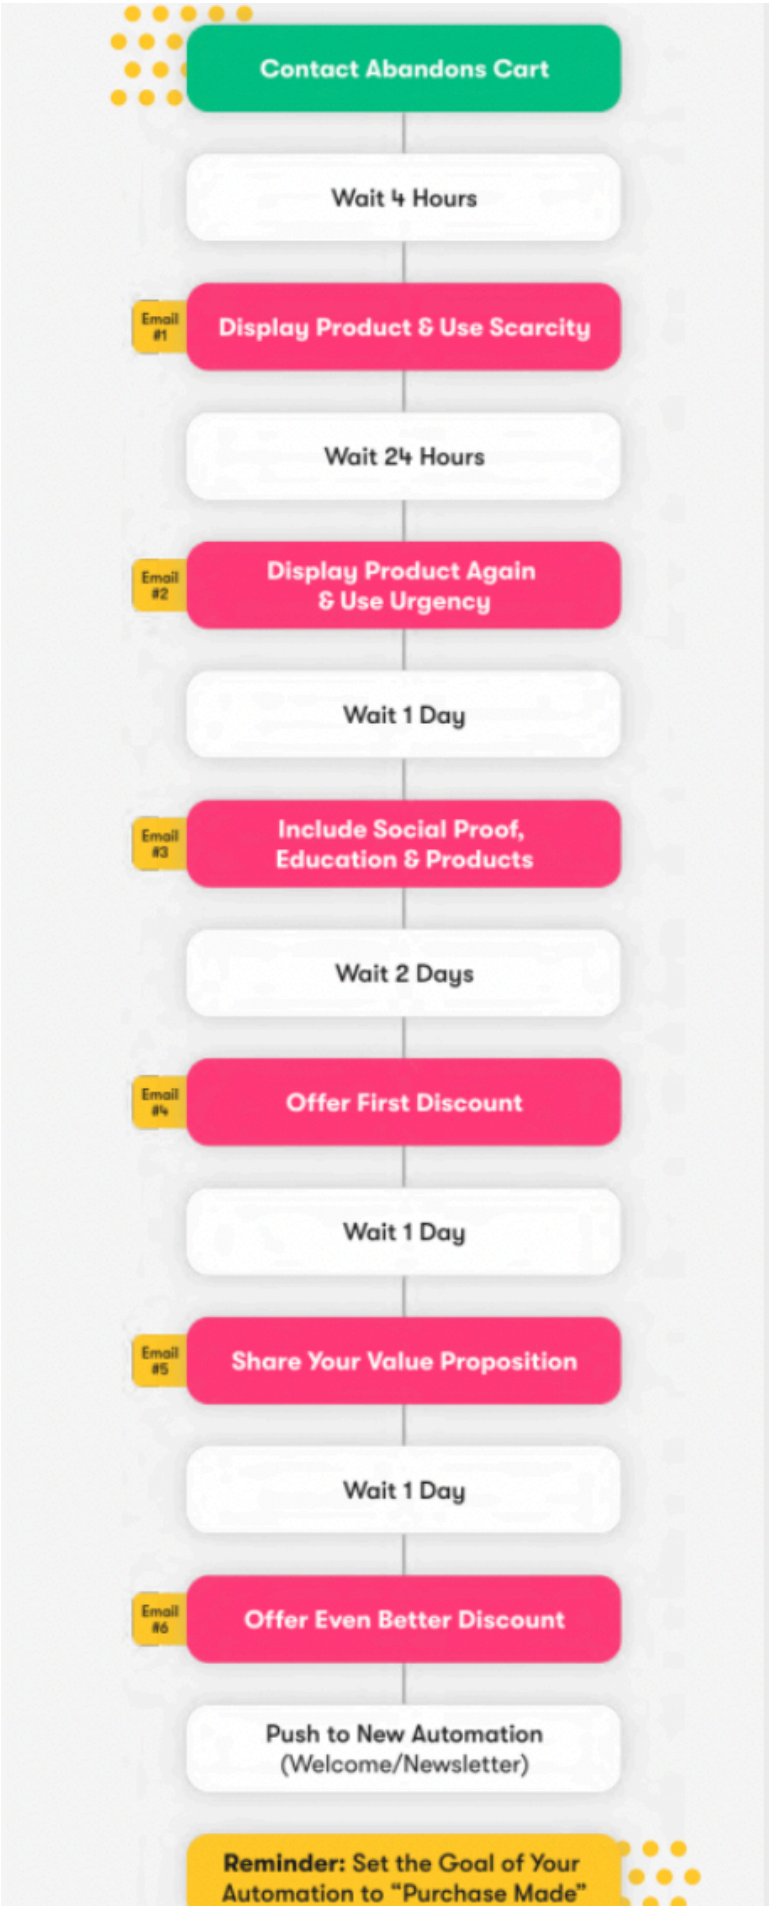 Contact Abandons Cart
Wait 4 Hours
Email
#1
Display Product & Use Scarcity
Wait 24 Hours
Email
#2
Display Product Again
& Use Urgency
Wait 1 Day
Email
#3
Include Social Proof,
Education & Products
Wait 2 Days
Email
#4
Offer First Discount
Wait 1 Day
Email
#5
Share Your Value Proposition
Wait 1 Day
Email
#6
Offer Even Better Discount
Push to New Automation
(Welcome/Newsletter)
Reminder: Set the Goal of Your
Automation to “Purchase Made”